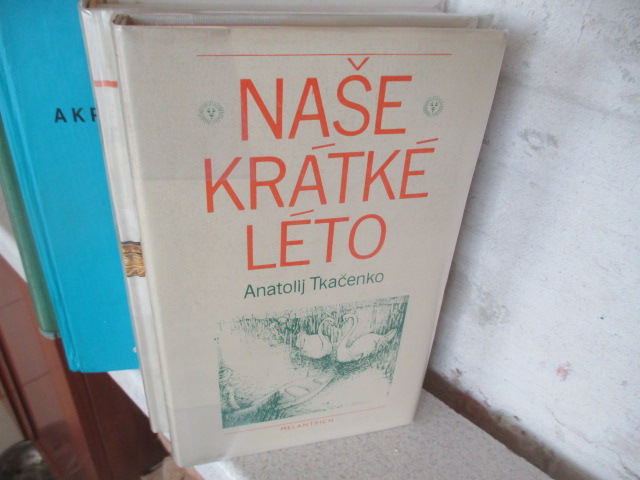 NAŠE
KRÁTKÉ
LÉTO
Anatolij Tkačenko
MELANTRICH